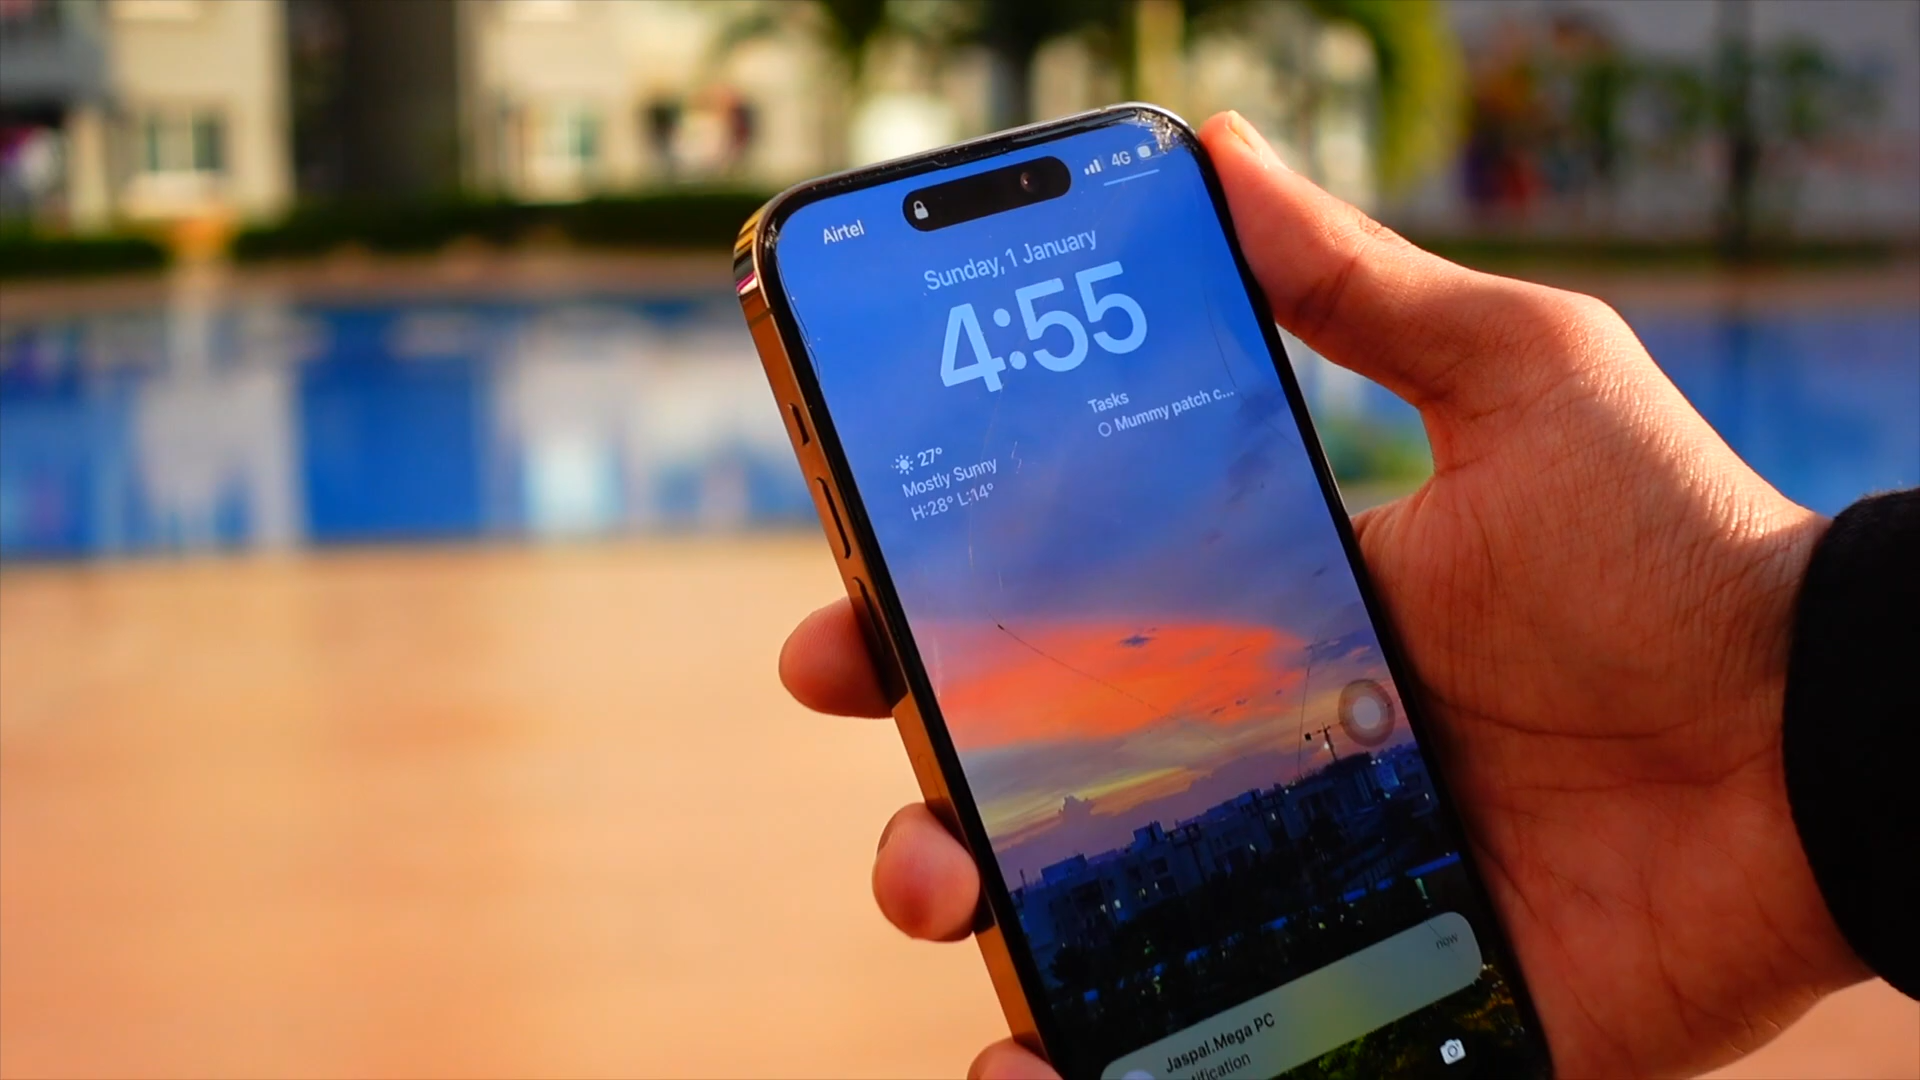 Airtel
4G
Sunday, 1 January
4:55
Tasks
Mummy patch c...
27°
Mostly Sunny
H:28° L:14°
now
Jaspal.Mega PC